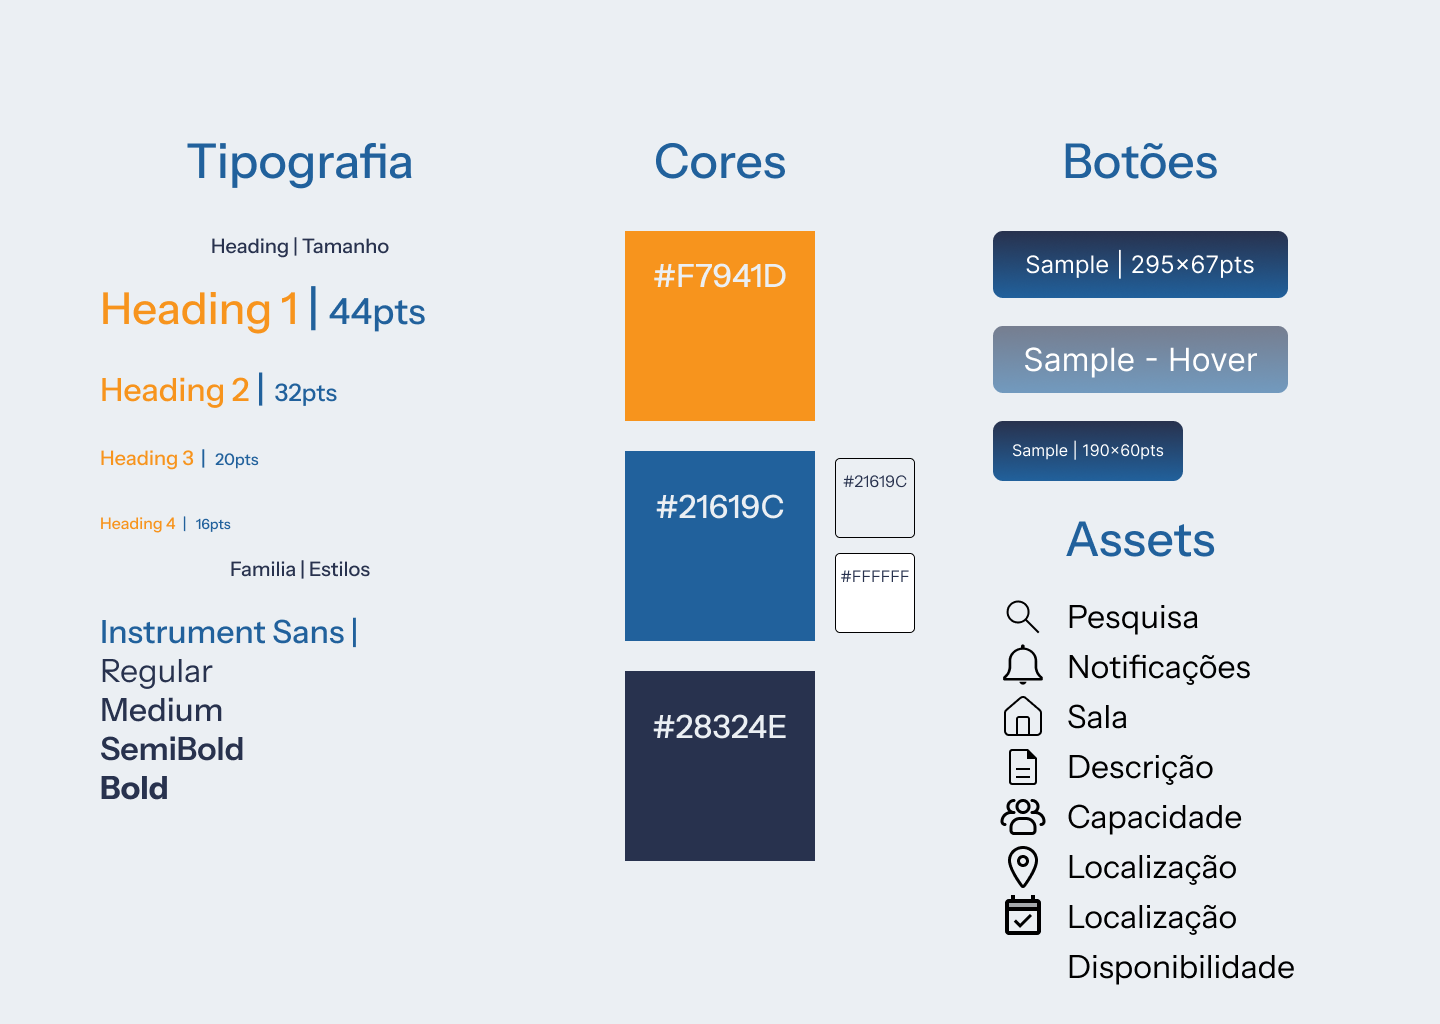 Tipografia
Heading | Tamanho
Heading 1 | 44pts
Heading 2 | 32pts
Heading 3 | 20pts
Heading 4 | 16pts
Familia | Estilos
Instrument Sans |
Regular
Medium
SemiBold
Bold
Cores
#F7941D
#21619C
#21619C
#FFFFFF
#28324E
Botões
Sample | 295×67pts
Sample - Hover
Sample | 190×60pts
Assets
Pesquisa
Notificações
Sala
Descrição
Capacidade
Localização
Localização
Disponibilidade